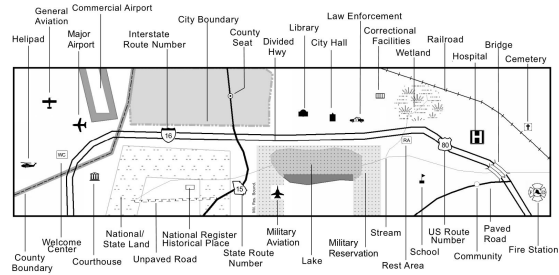 General
Aviation
Commercial Airport
City Boundary
Law Enforcement
Helipad
Major
Airport
Interstate
Route Number
County
Seat
Divided
Hwy
Library
City Hall
Correctional
Facilities
Wetland
Railroad
Hospital
Bridge
Cemetery
16
WC
RA
80
H
15
County
Boundary
Welcome
Center
Courthouse
National/
State Land
Unpaved Road
National Register
Historical Place
State Route
Number
Military
Aviation
Lake
Military
Reservation
Stream
Rest Area
School
US Route
Number
Community
Paved
Road
Fire Station